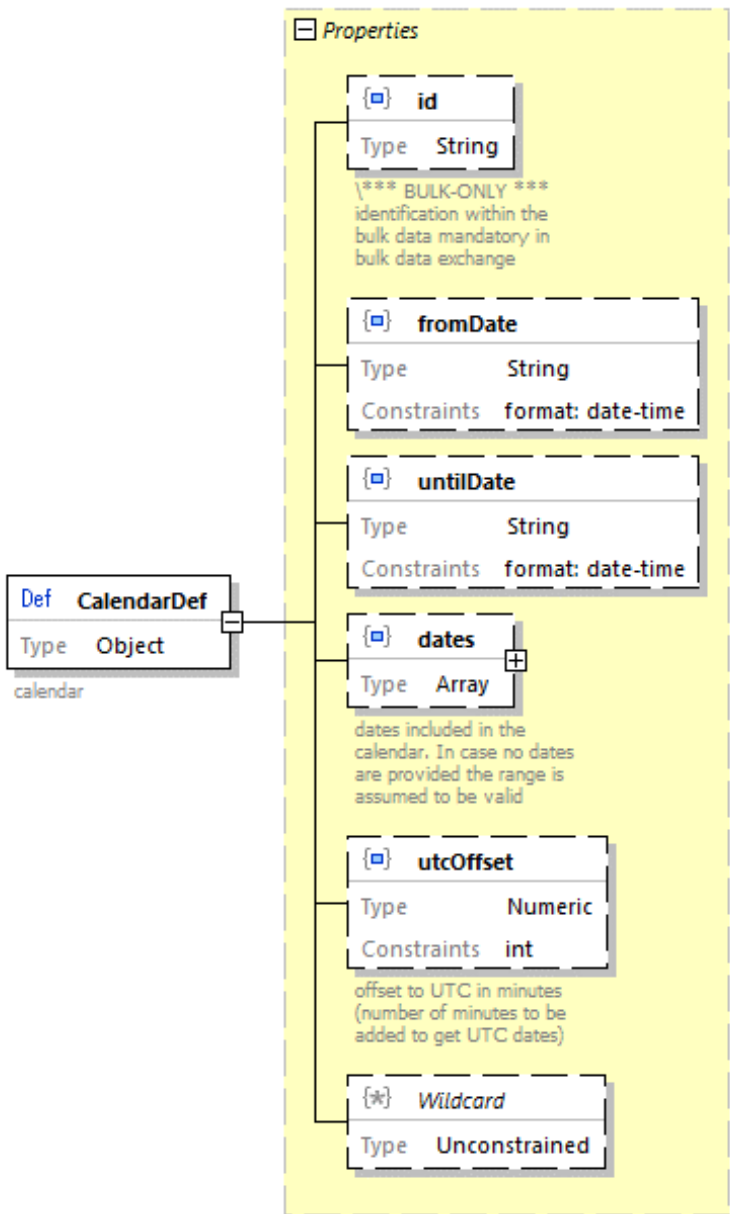 Properties
id
Type String
\*** BULK-ONLY ***
identification within the
bulk data mandatory in
bulk data exchange
fromDate
Type String
Constraints format: date-time
untilDate
Type String
Constraints format: date-time
Def CalendarDef
Type Object
calendar
dates
Type Array
dates included in the
calendar. In case no dates
are provided the range is
assumed to be valid
utcOffset
Type Numeric
Constraints int
offset to UTC in minutes
(number of minutes to be
added to get UTC dates)
{*} Wildcard
Type Unconstrained